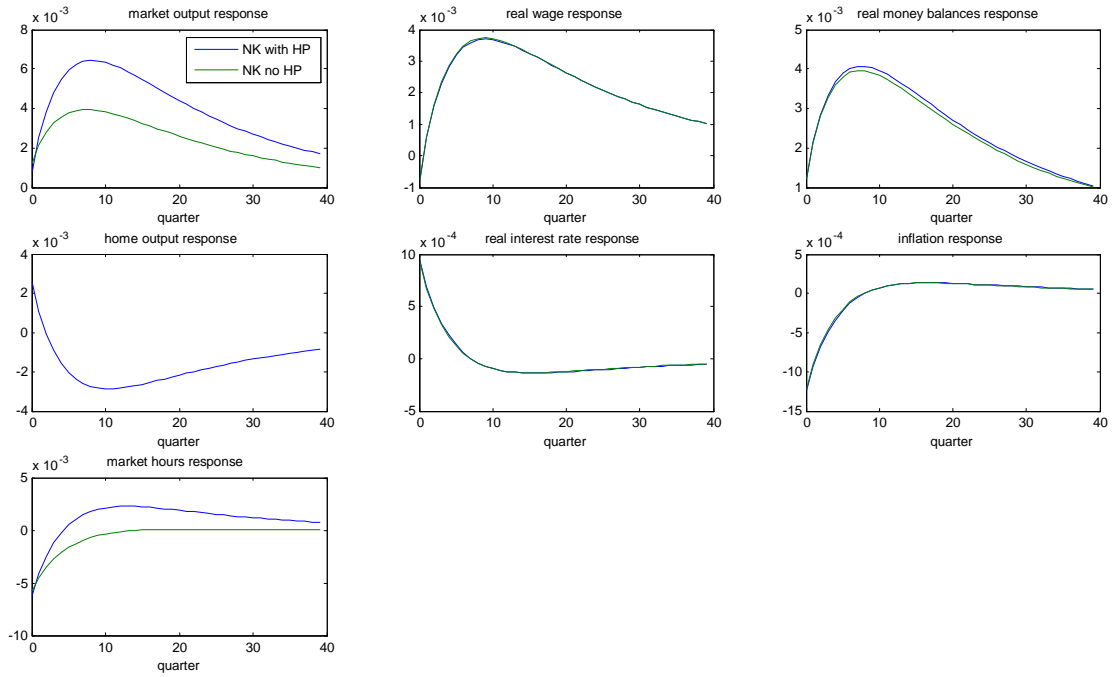 market output response
x 10⁻³
8
6
4
2
0
NK with HP
NK no HP
0 10 20 30 40
quarter
real wage response
x 10⁻³
4
3
2
1
0
-1
0 10 20 30 40
quarter
real money balances response
x 10⁻³
5
4
3
2
1
0 10 20 30 40
quarter
home output response
x 10⁻³
4
2
0
-2
-4
0 10 20 30 40
quarter
real interest rate response
x 10⁻⁴
10
5
0
-5
0 10 20 30 40
quarter
inflation response
x 10⁻⁴
5
0
-5
-10
-15
0 10 20 30 40
quarter
market hours response
x 10⁻³
5
0
-5
-10
0 10 20 30 40
quarter